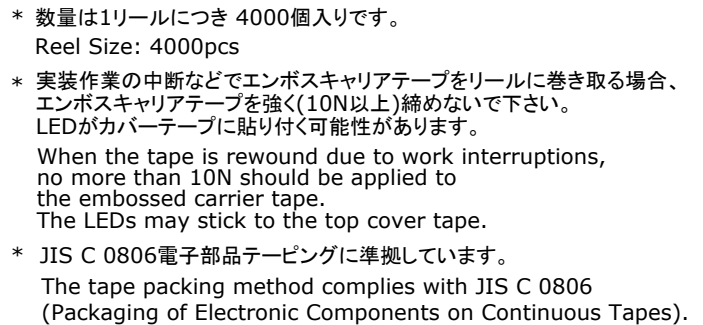 * 数量は1リールにつき 4000個入りです。
Reel Size: 4000pcs
* 実装作業の中断などでエンボスキャリアテープをリールに巻き取る場合、
エンボスキャリアテープを強く(10N以上)締めないで下さい。
LEDがカバーテープに貼り付く可能性があります。
When the tape is rewound due to work interruptions,
no more than 10N should be applied to
the embossed carrier tape.
The LEDs may stick to the top cover tape.
* JIS C 0806電子部品テーピングに準拠しています。
The tape packing method complies with JIS C 0806
(Packaging of Electronic Components on Continuous Tapes).